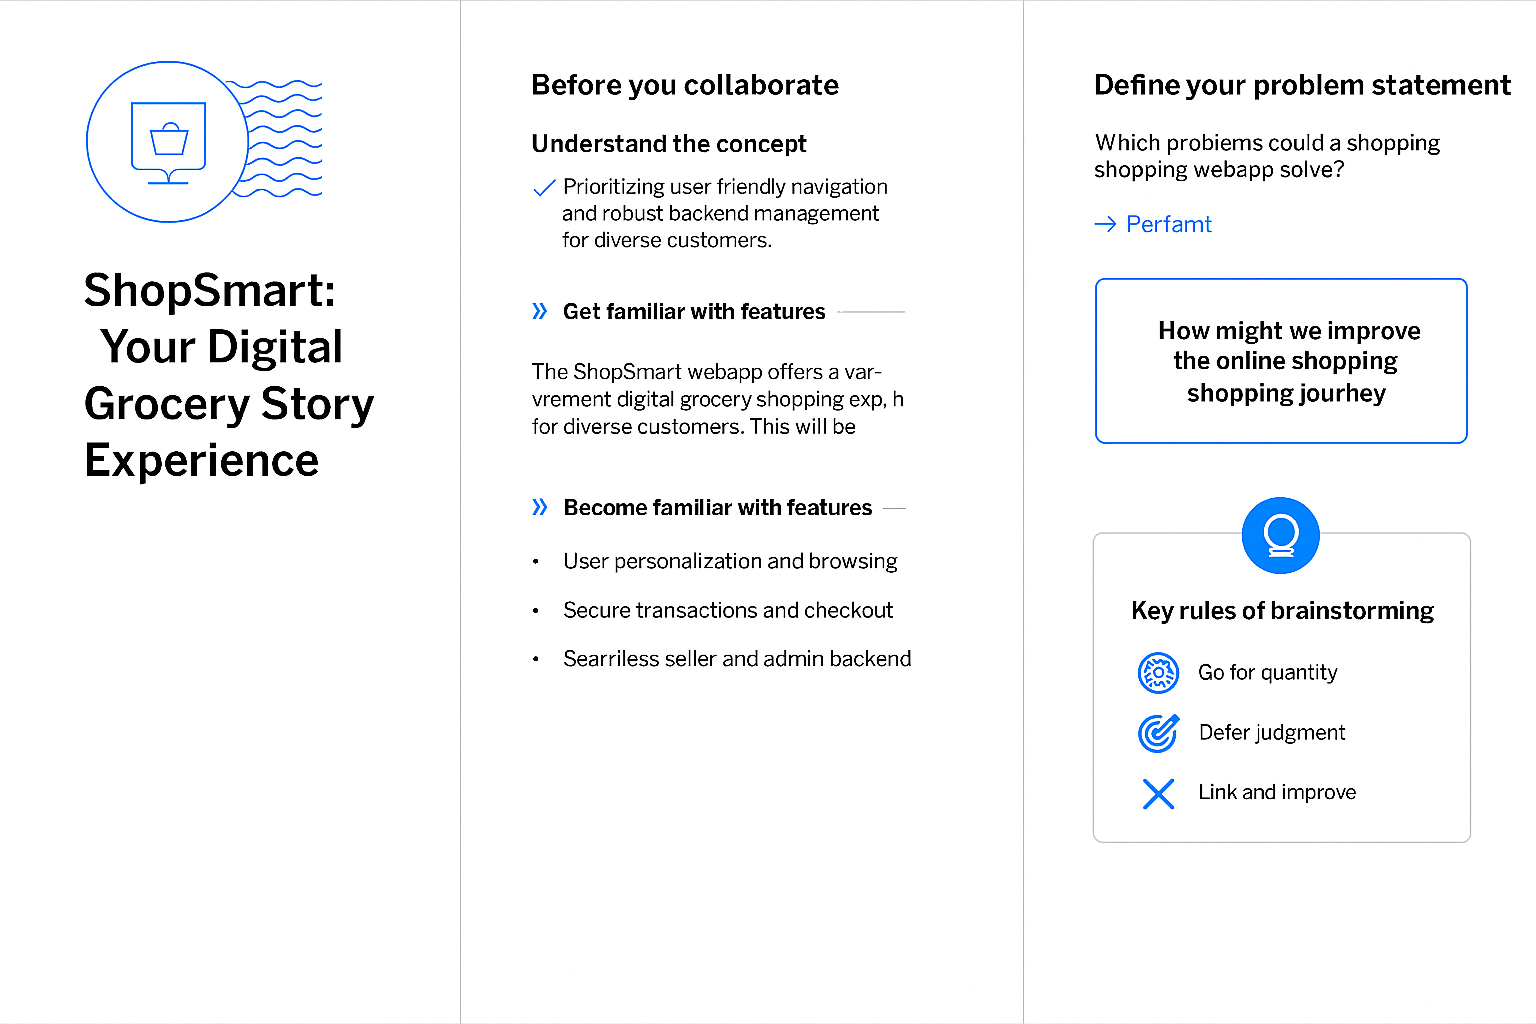 ShopSmart:
Your Digital
Grocery Story
Experience
Before you collaborate
Understand the concept
Prioritizing user friendly navigation
and robust backend management
for diverse customers.
» Get familiar with features
The ShopSmart webapp offers a var-
vrement digital grocery shopping exp, h
for diverse customers. This will be
» Become familiar with features
• User personalization and browsing
• Secure transactions and checkout
• Searriless seller and admin backend
Define your problem statement
Which probiems could a shopping
shopping webapp solve?
→ Perfamt
How might we improve
the online shopping
shopping jourhey
Key rules of brainstorming
Go for quantity
Defer judgment
Link and improve